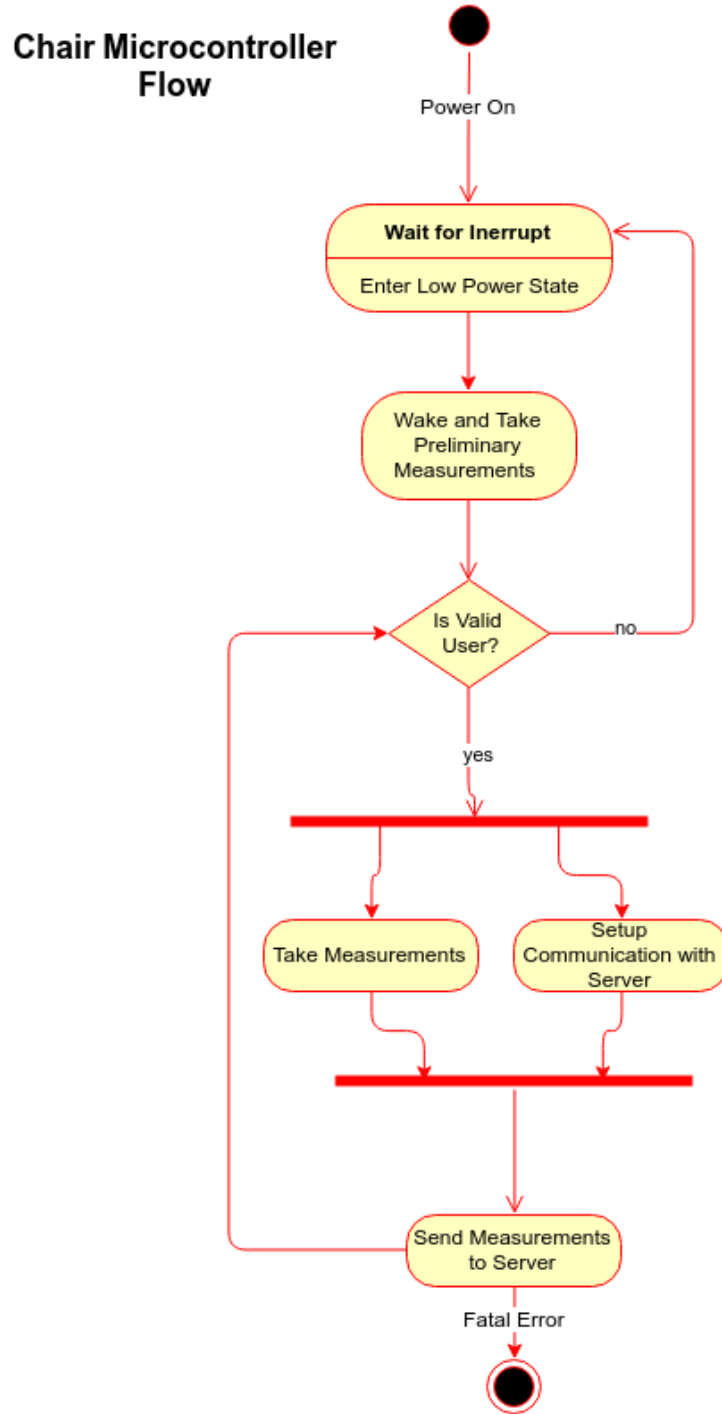 Chair Microcontroller
Flow
Power On
Wait for Inerrupt
Enter Low Power State
Wake and Take
Preliminary
Measurements
Is Valid
User?
no
yes
Take Measurements
Setup
Communication with
Server
Send Measurements
to Server
Fatal Error